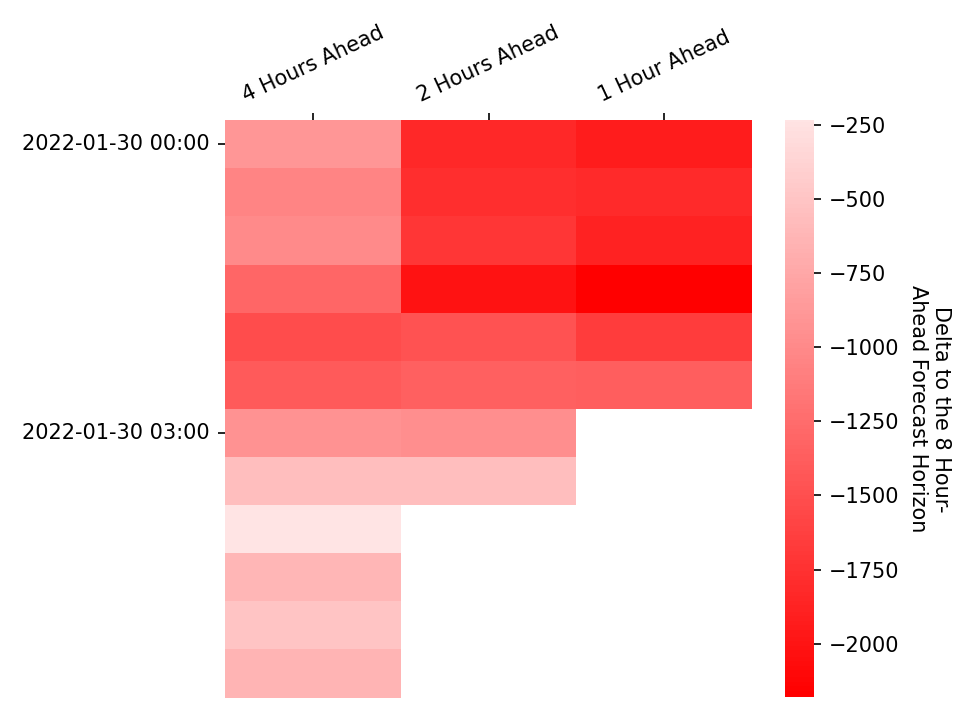 4 Hours Ahead
2 Hours Ahead
1 Hour Ahead
2022-01-30 00:00
2022-01-30 03:00
−250
−500
−750
−1000
−1250
−1500
−1750
−2000
Delta to the 8 Hour-
Ahead Forecast Horizon